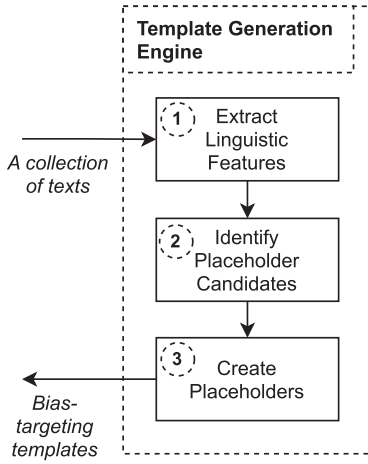 Template Generation
Engine
1
Extract
Linguistic
Features
A collection
of texts
2
Identify
Placeholder
Candidates
3
Create
Placeholders
Bias-
targeting
templates